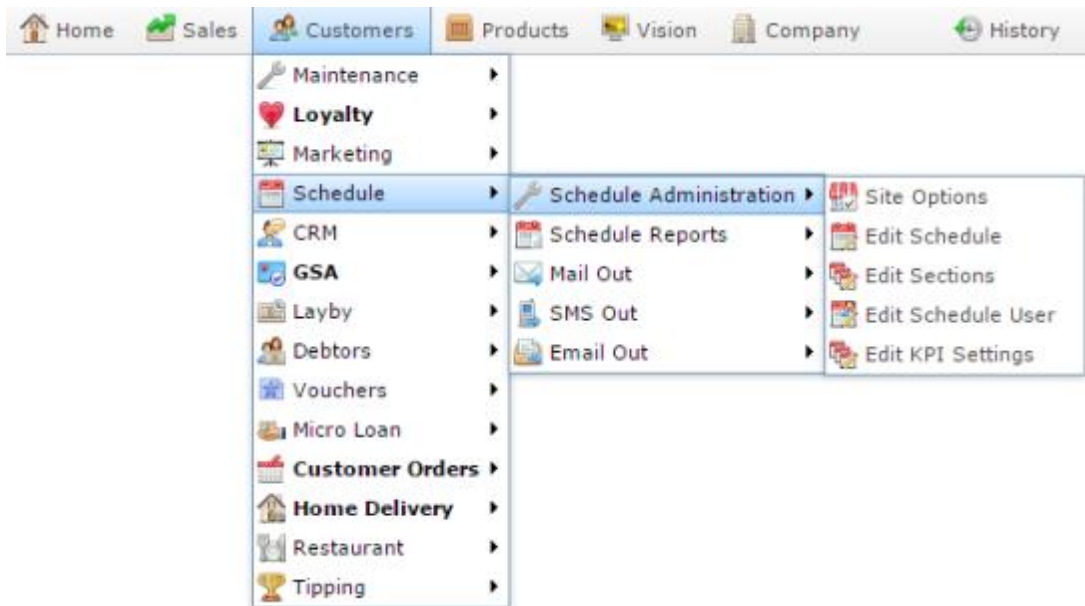 Home Sales Customers Products Vision Company History
Maintenance
Loyalty
Marketing
Schedule Schedule Administration Site Options
CRM Schedule Reports Edit Schedule
GSA Mail Out Edit Sections
Layby SMS Out Edit Schedule User
Debtors Email Out Edit KPI Settings
Vouchers
Micro Loan
Customer Orders
Home Delivery
Restaurant
Tipping